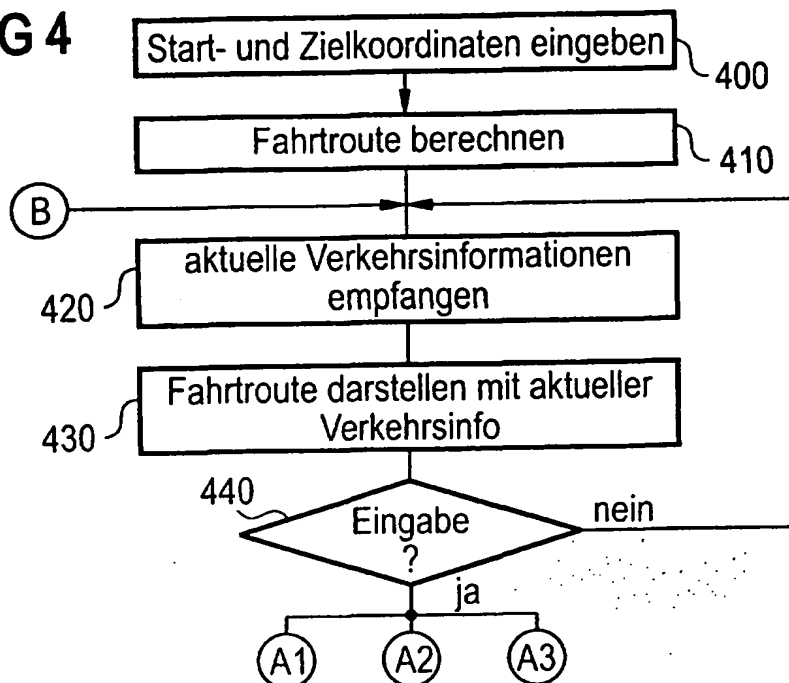 G 4
Start- und Zielkoordinaten eingeben
400
Fahrtroute berechnen
410
B
aktuelle Verkehrsinformationen
empfangen
420
Fahrtroute darstellen mit aktueller
Verkehrsinfo
430
440
Eingabe
?
nein
ja
A1
A2
A3